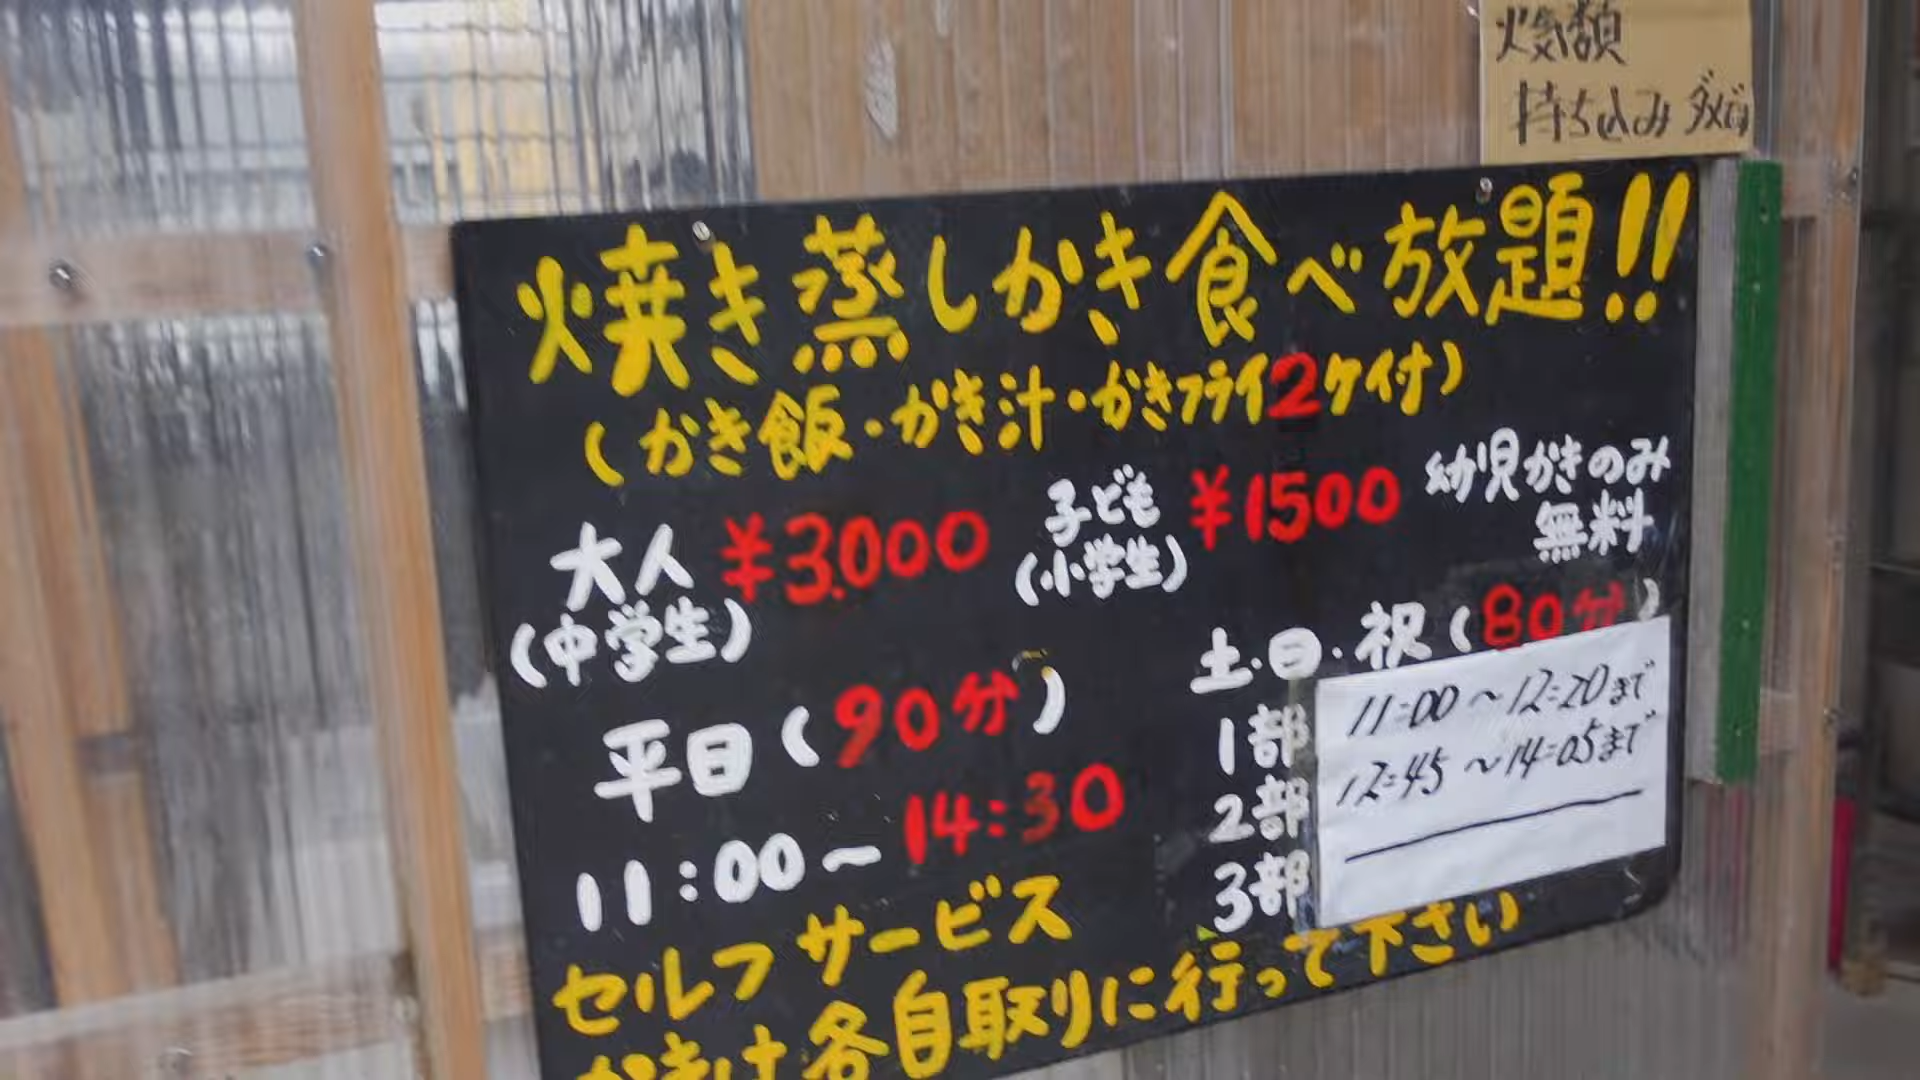 火気類
持ち込みダメ
焼き蒸しかき食べ放題!!
(かき飯・かき汁・かきフライ2ケ付)
大人
(中学生)
¥3.000
子ども
(小学生)
¥1500
幼児かきのみ
無料
平日(90分)
11:00~14:30
土・日・祝(80分)
1部 11:00~12:20まで
2部 12:45~14:05まで
3部 ―
セルフサービス
かきは各自取りに行って下さい